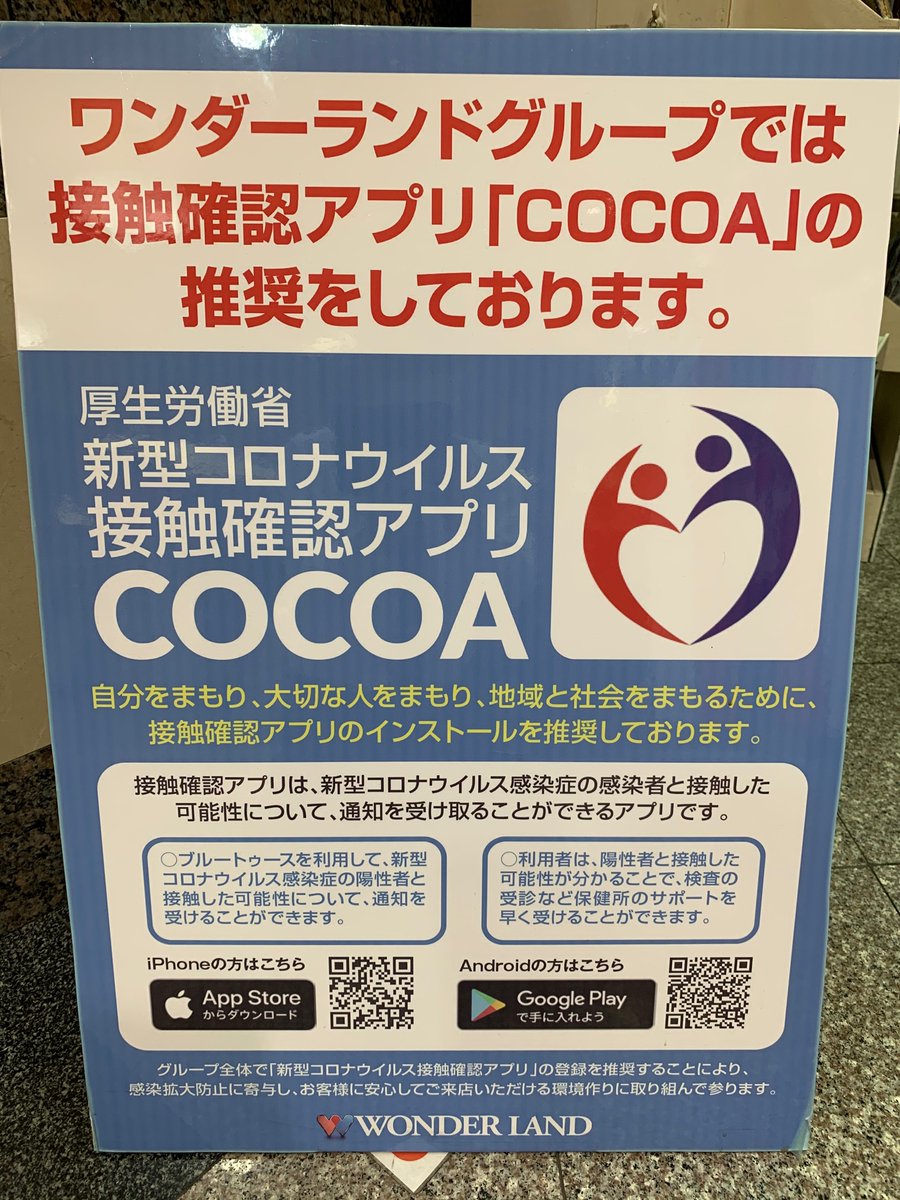 ワンダーランドグループでは
接触確認アプリ「COCOA」の
推奨をしております。
厚生労働省
新型コロナウイルス
接触確認アプリ
COCOA
自分をまもり、大切な人をまもり、地域と社会をまもるために、
接触確認アプリのインストールを推奨しております。
接触確認アプリは、新型コロナウイルス感染症の感染者と接触した
可能性について、通知を受け取ることができるアプリです。
○ブルートゥースを利用して、新型
コロナウイルス感染症の陽性者と
接触した可能性について、通知を
受けることができます。
○利用者は、陽性者と接触した
可能性が分かることで、検査の
受診など保健所のサポートを
早く受けることができます。
iPhoneの方はこちら
App Store
からダウンロード
Androidの方はこちら
Google Play
で手に入れよう
グループ全体で「新型コロナウイルス接触確認アプリ」の登録を推奨することにより、
感染拡大防止に寄与し、お客様に安心してご来店いただける環境作りに取り組んで参ります。
WONDER LAND